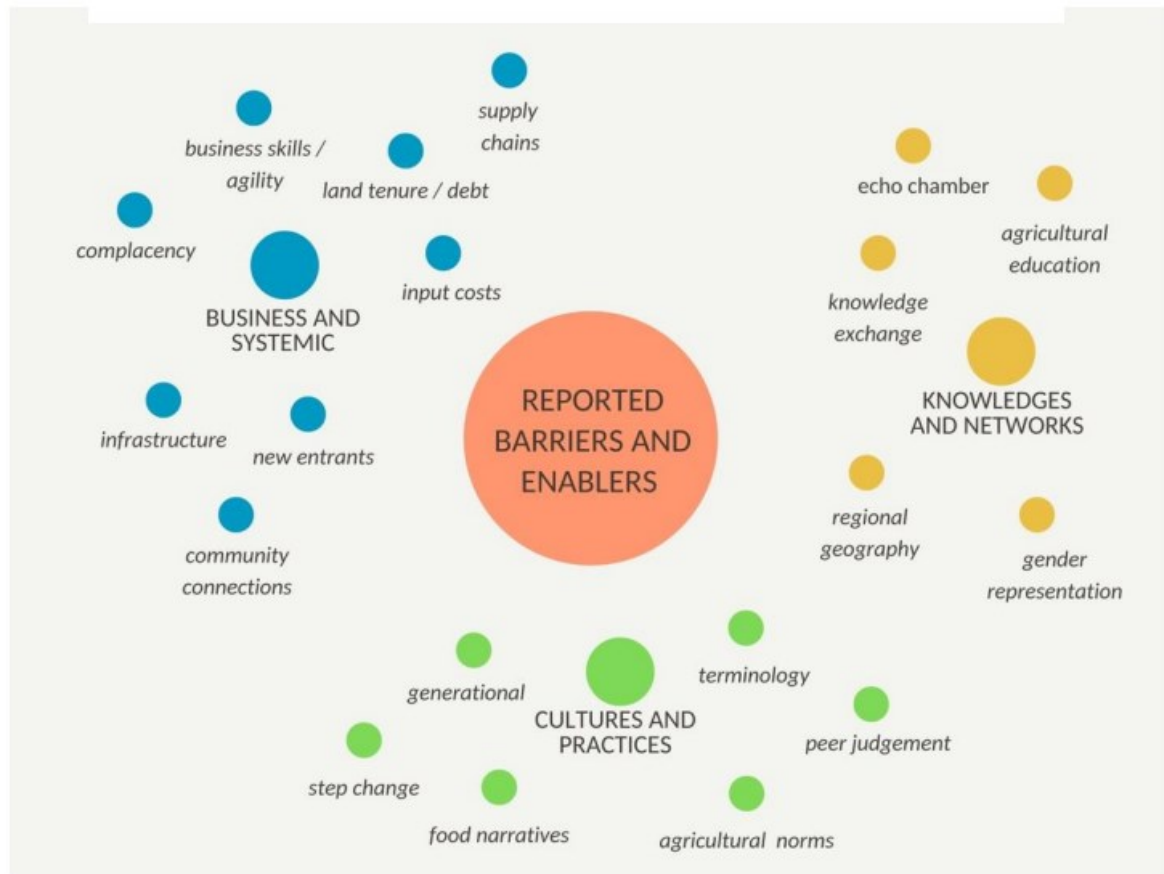 supply
chains
business skills /
agility
land tenure / debt
complacency
input costs
BUSINESS AND
SYSTEMIC
infrastructure
new entrants
community
connections
REPORTED
BARRIERS AND
ENABLERS
echo chamber
agricultural
education
knowledge
exchange
KNOWLEDGES
AND NETWORKS
regional
geography
gender
representation
generational
terminology
CULTURES AND
PRACTICES
peer judgement
step change
food narratives
agricultural norms